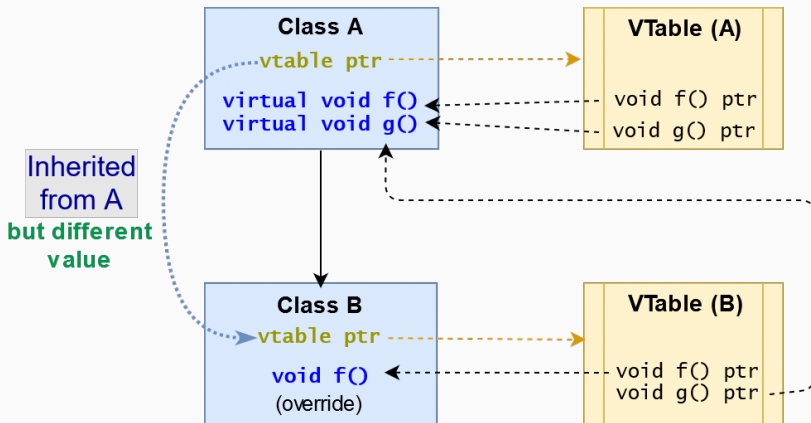 Class A
vtable ptr
virtual void f()
virtual void g()
VTable (A)
void f() ptr
void g() ptr
Inherited
from A
but different
value
Class B
vtable ptr
void f()
(override)
VTable (B)
void f() ptr
void g() ptr